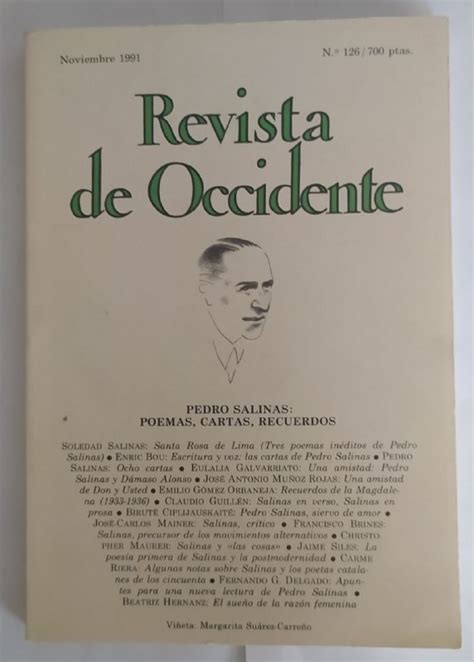 Noviembre 1991
N.º 126/700 ptas.
Revista
de Occidente
PEDRO SALINAS:
POEMAS, CARTAS, RECUERDOS
SOLEDAD SALINAS: Santa Rosa de Lima (Tres poemas inéditos de Pedro
Salinas) ● ENRIC BOU: Escritura y voz: las cartas de Pedro Salinas ● PEDRO
SALINAS: Ocho cartas ● EULALIA GALVARRIATO: Una amistad: Pedro
Salinas y Dámaso Alonso ● JOSÉ ANTONIO MUÑOZ ROJAS: Una amistad
de Don y Usted ● EMILIO GÓMEZ ORBANEJA: Recuerdos de la Magdale-
na (1933-1936) ● CLAUDIO GUILLÉN: Salinas en verso, Salinas en
prosa ● BIRUTÉ CIPLIJAUSKAITÉ: Pedro Salinas, siervo de amor ●
JOSÉ-CARLOS MAINER: Salinas, crítico ● FRANCISCO BRINES:
Salinas, precursor de los movimientos alternativos ● CHRISTO-
PHER MAURER: Salinas y «las cosas» ● JAIME SILES: La
poesía primera de Salinas y la postmodernidad ● CARME
RIERA: Algunas notas sobre Salinas y los poetas catala-
nes de los cincuenta ● FERNANDO G. DELGADO: Apun-
tes para una nueva lectura de Pedro Salinas ●
BEATRIZ HERNANZ: El sueño de la razón femenina
Viñeta. Margarita Suárez-Carreño